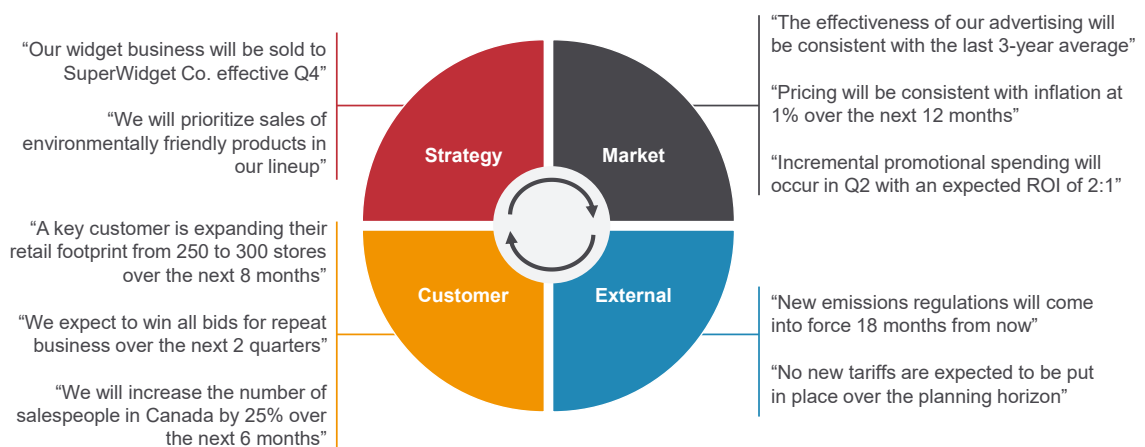 “Our widget business will be sold to
SuperWidget Co. effective Q4”
“We will prioritize sales of
environmentally friendly products in
our lineup”
Strategy
Market
“The effectiveness of our advertising will
be consistent with the last 3-year average”
“Pricing will be consistent with inflation at
1% over the next 12 months”
“Incremental promotional spending will
occur in Q2 with an expected ROI of 2:1”
“A key customer is expanding their
retail footprint from 250 to 300 stores
over the next 8 months”
“We expect to win all bids for repeat
business over the next 2 quarters”
“We will increase the number of
salespeople in Canada by 25% over
the next 6 months”
Customer
External
“New emissions regulations will come
into force 18 months from now”
“No new tariffs are expected to be put
in place over the planning horizon”